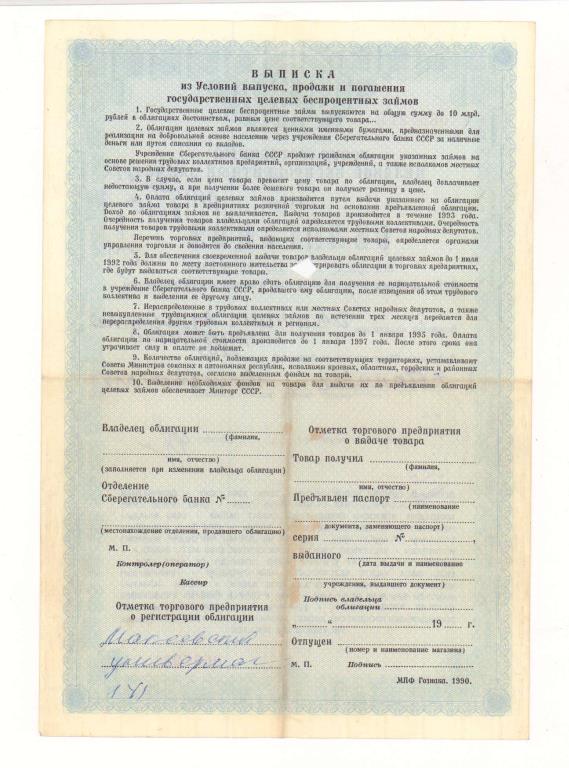 ВЫПИСКА
из Условий выпуска, продажи и погашения
государственных целевых беспроцентных займов
1. Государственные целевые беспроцентные займы выпускаются на общую сумму до 10 млрд.
рублей в облигациях достоинствам, равным цене соответствующего товара...
2. Облигации целевых займов являются ценными именными бумагами, предназначенными для
реализации на добровольной основе населению через учреждения Сберегательного банка СССР за наличные
деньги или путем списания со вкладов.
Учреждения Сберегательного банка СССР продают гражданам облигации указанных займов на
основе решения трудовых коллективов предприятий, организаций, учреждений, а также исполкомов местных
Советов народных депутатов.
3. В случае, если цена товара превысит цену товара по облигации, владелец доплачивает
недостающую сумму, а при получении более дешевого товара он получает разницу в цене.
4. Оплата облигаций целевых займов производится путем выдачи указанного на облигации
целевого займа товара в предприятиях розничной торговли на основании предъявленной облигации.
Доход по облигациям займов не выплачивается. Выдача товаров производится в течение 1993 года.
Очередность получения товаров владельцами облигаций определяется трудовыми коллективами. Очередность
получения товаров трудовыми коллективами определяется исполкомами местных Советов народных депутатов.
Перечень торговых предприятий, выдающих соответствующие товары, определяется органами
управления торговли и доводится до сведения населения.
5. Для обеспечения своевременной выдачи товаров владельцы облигаций целевых займов до 1 июля
1992 года должны по месту постоянного жительства облигации в торговых предприятиях,
где будут выдаваться соответствующие товары.
6. Владелец облигации имеет право сдать облигацию для получения ее нарицательной стоимости
в учреждение Сберегательного банка СССР, продавшего ему облигацию, после извещения об этом трудового
коллектива и выделения ее другому лицу.
7. Нераспределенные в трудовых коллективах или местных Советах народных депутатов, а также
невыкупленные трудящимися облигации целевых займов по истечении трех месяцев передаются для
перераспределения другим трудовым коллективам и регионам.
8. Облигация может быть предъявлена для получения товаров до 1 января 1995 года. Оплата
облигации по нарицательной стоимости производится до 1 января 1997 года. После этого срока она
утрачивает силу и оплате не подлежит.
9. Количество облигаций, подлежащих продаже на соответствующих территориях, устанавливают
Советы Министров союзных и автономных республик, исполкомы краевых, областных, городских и районных
Советов народных депутатов, согласно выделенным фондам на товары.
10. Выделение необходимых фондов на товара для выдачи их по предъявлении облигаций
целевых займов обеспечивает Минторг СССР.
Владелец облигации
(фамилия,
имя, отчество)
(заполняется при изменении владельца облигации)
Отделение
Сберегательного банка №
(местонахождение отделения, продавшего облигацию)
М. П.
Контролер(оператор)
Кассир
Отметка торгового предприятия
о регистрации облигации
Макеевский
универмаг
Отметка торгового предприятия
о выдаче товара
Товар получил
(фамилия,
имя, отчество)
Предъявлен паспорт
(наименование
документа, заменяющего паспорт)
серия № ,
выданного
(дата выдачи и наименование
учреждения, выдавшего документ)
Подпись владельца
облигации
„ “ 19 г.
Отпущен
(номер и наименование магазина)
М. П. Подпись
МПФ Гознака. 1990.